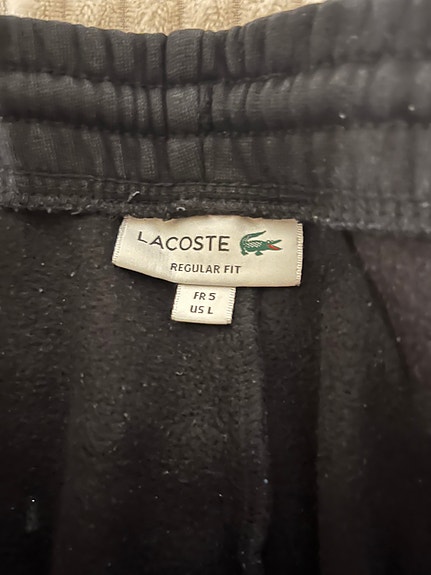 LACOSTE
REGULAR FIT
FR 5
US L